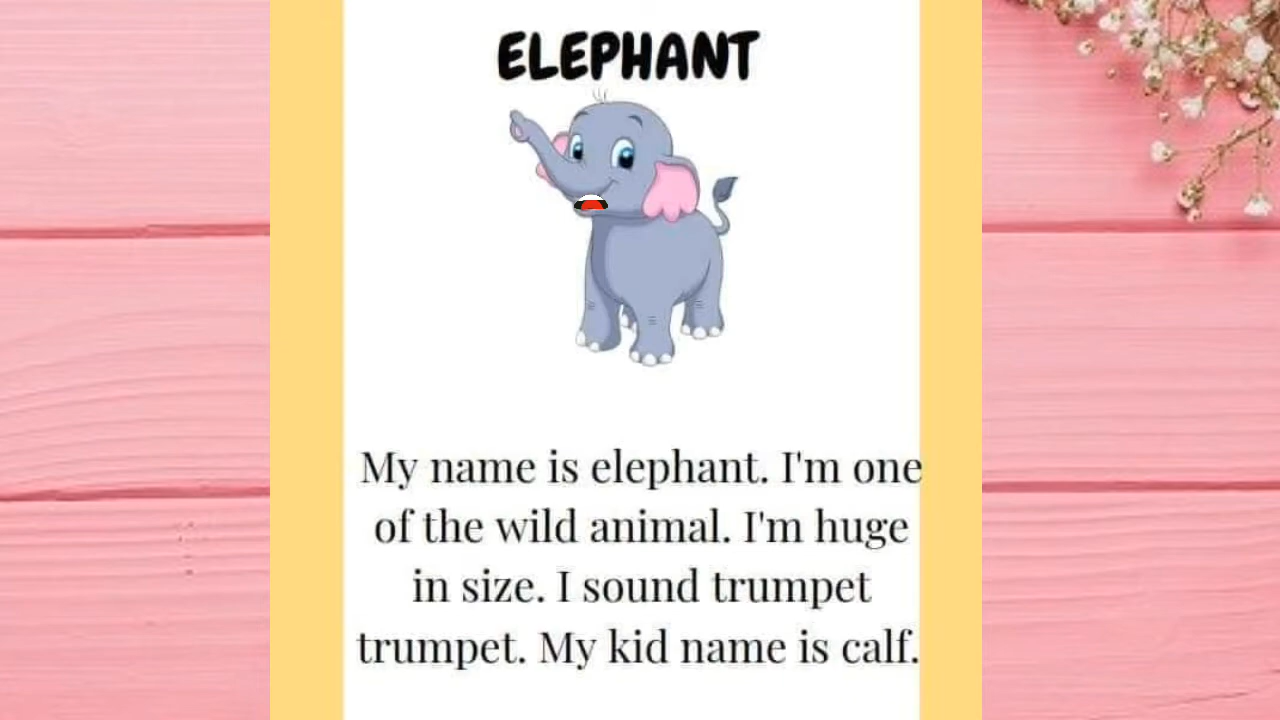 ELEPHANT
My name is elephant. I'm one
of the wild animal. I'm huge
in size. I sound trumpet
trumpet. My kid name is calf.